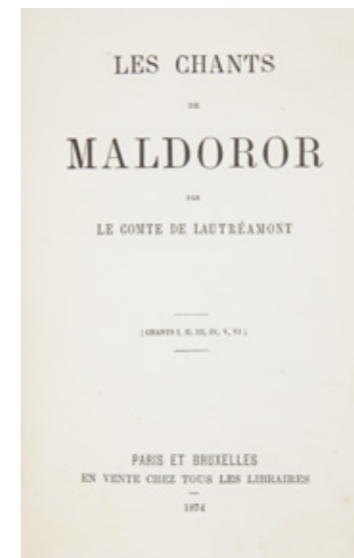 LES CHANTS
DE
MALDOROR
PAR
LE COMTE DE LAUTRÉAMONT
( CHANTS I, II, III, IV, V, VI )
PARIS ET BRUXELLES
EN VENTE CHEZ TOUS LES LIBRAIRES
1874